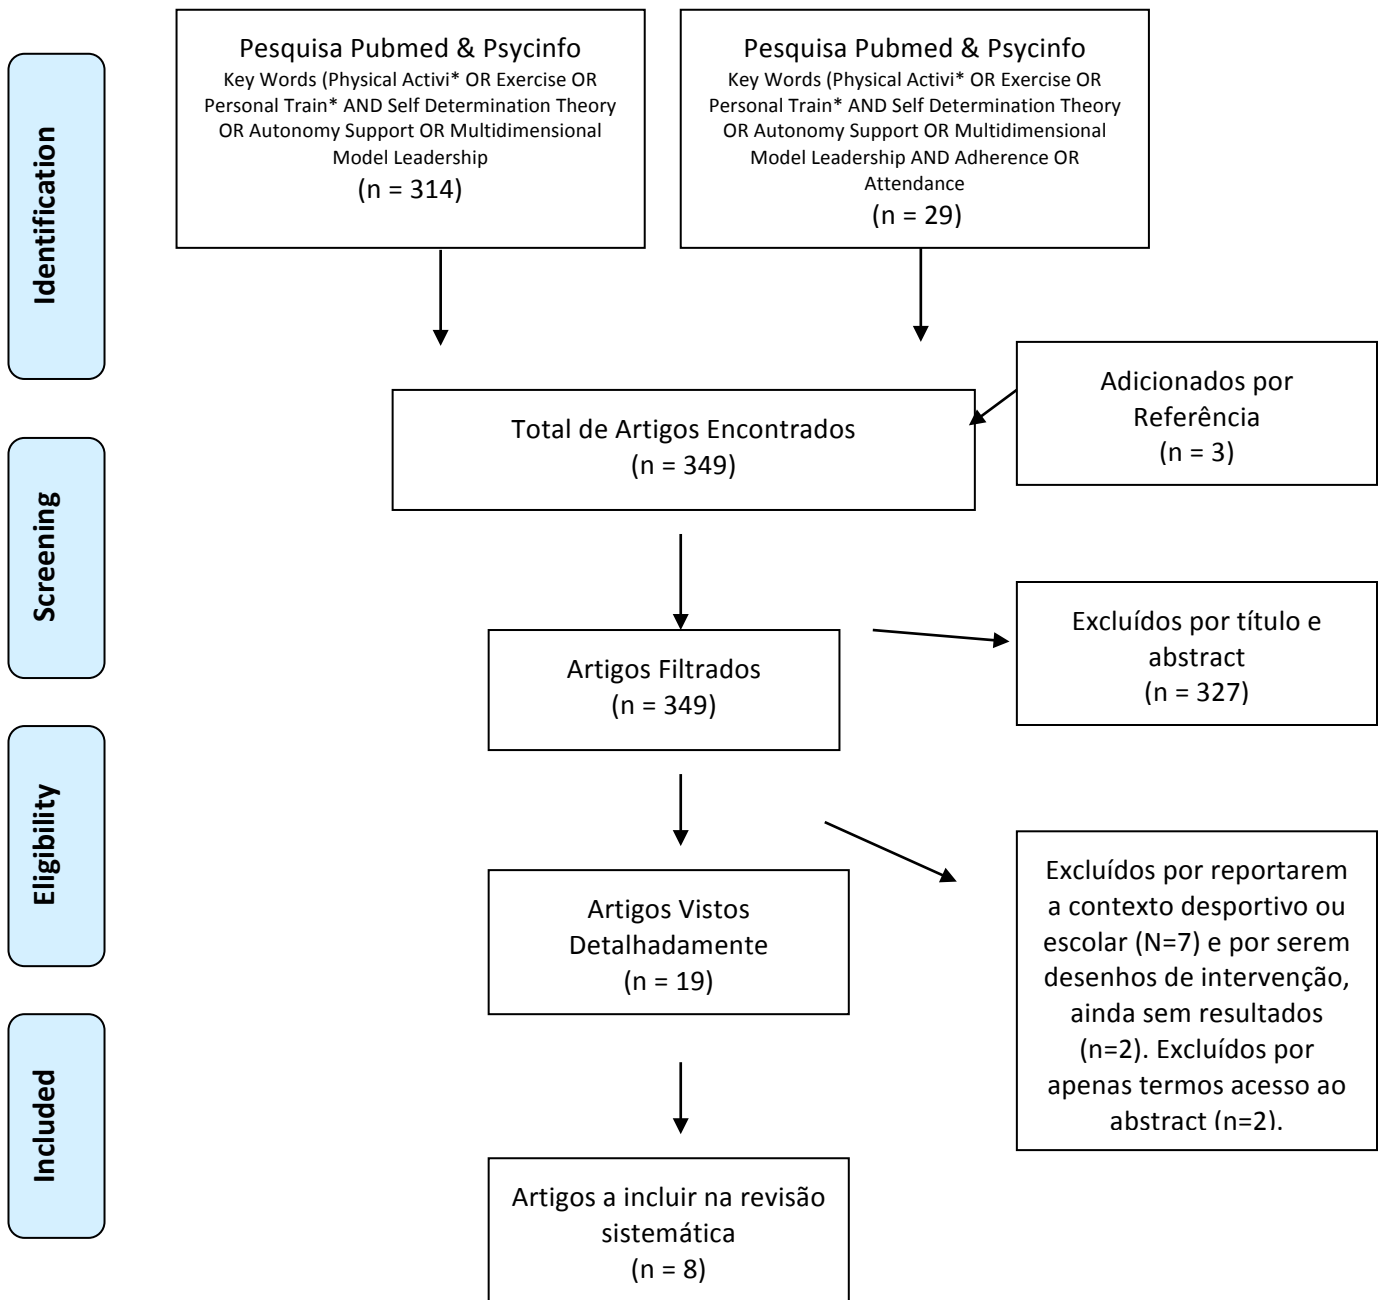 Pesquisa Pubmed & Psycinfo
Key Words (Physical Activi* OR Exercise OR
Personal Train* AND Self Determination Theory
OR Autonomy Support OR Multidimensional
Model Leadership
(n = 314)
Pesquisa Pubmed & Psycinfo
Key Words (Physical Activi* OR Exercise OR
Personal Train* AND Self Determination Theory
OR Autonomy Support OR Multidimensional
Model Leadership AND Adherence OR
Attendance
(n = 29)
Identification
Adicionados por
Referência
(n = 3)
Total de Artigos Encontrados
(n = 349)
Screening
Excluídos por título e
abstract
(n = 327)
Artigos Filtrados
(n = 349)
Eligibility
Artigos Vistos
Detalhadamente
(n = 19)
Excluídos por reportarem
a contexto desportivo ou
escolar (N=7) e por serem
desenhos de intervenção,
ainda sem resultados
(n=2). Excluídos por
apenas termos acesso ao
abstract (n=2).
Included
Artigos a incluir na revisão
sistemática
(n = 8)